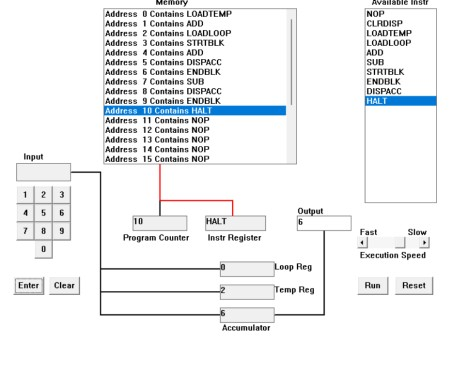 Memory
Address 0 Contains LOADTEMP
Address 1 Contains ADD
Address 2 Contains LOADLOOP
Address 3 Contains STRTBLK
Address 4 Contains ADD
Address 5 Contains DISPACC
Address 6 Contains ENDBLK
Address 7 Contains SUB
Address 8 Contains DISPACC
Address 9 Contains ENDBLK
Address 10 Contains HALT
Address 11 Contains NOP
Address 12 Contains NOP
Address 13 Contains NOP
Address 14 Contains NOP
Address 15 Contains NOP
Available Instr
NOP
CLRDISP
LOADTEMP
LOADLOOP
ADD
SUB
STRTBLK
ENDBLK
DISPACC
HALT
Input
1 2 3
4 5 6
7 8 9
0
Enter Clear
10
Program Counter
HALT
Instr Register
Output
6
Fast Slow
Execution Speed
Run Reset
0 Loop Reg
2 Temp Reg
6
Accumulator